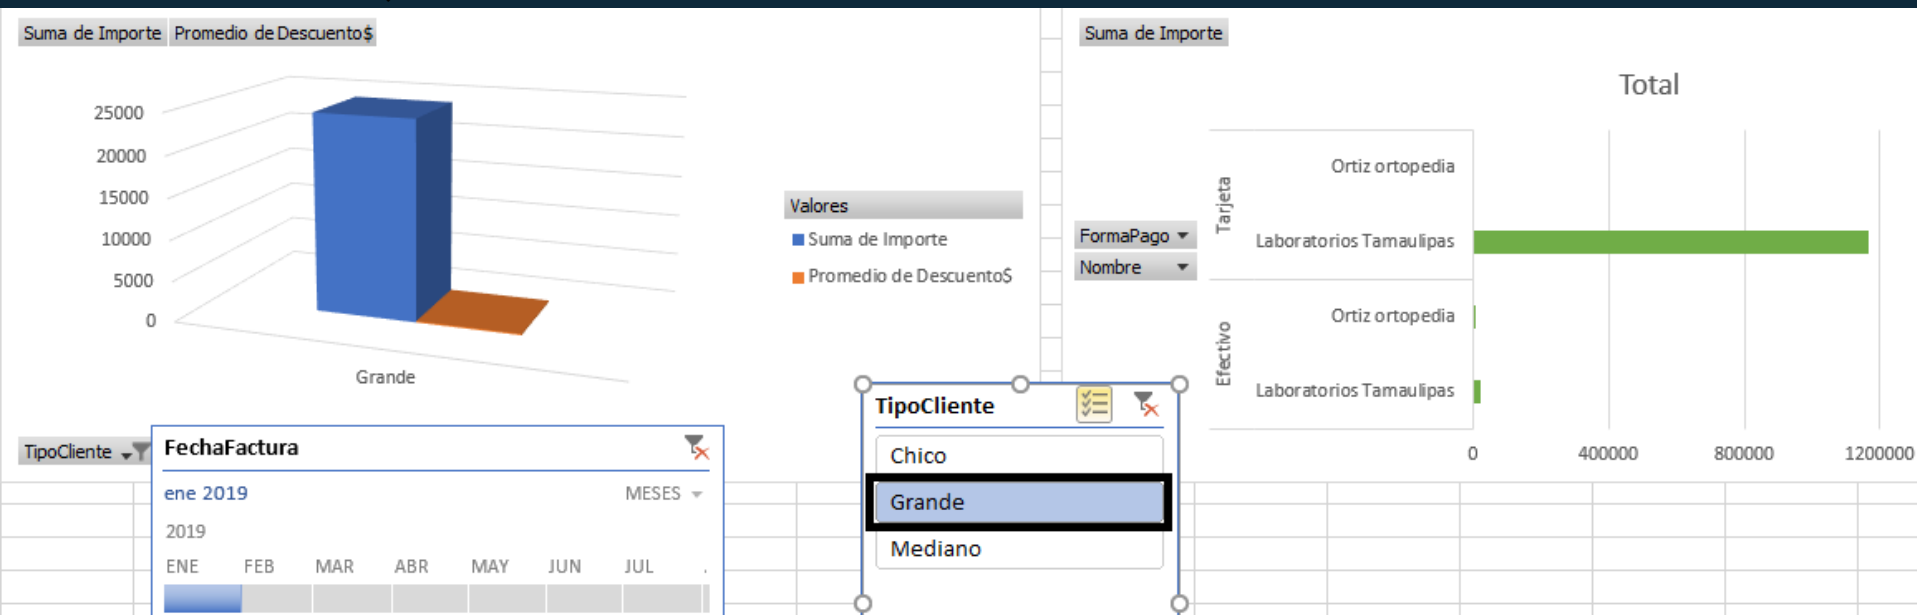 Suma de Importe Promedio de Descuento$
25000
20000
15000
10000
5000
0
Grande
Valores
Suma de Importe
Promedio de Descuento$
TipoCliente
FechaFactura
ene 2019
MESES
2019
ENE FEB MAR ABR MAY JUN JUL
TipoCliente
Chico
Grande
Mediano
Suma de Importe
Total
FormaPago
Nombre
Tarjeta
Ortiz ortopedia
Laboratorios Tamaulipas
Efectivo
Ortiz ortopedia
Laboratorios Tamaulipas
0 400000 800000 1200000